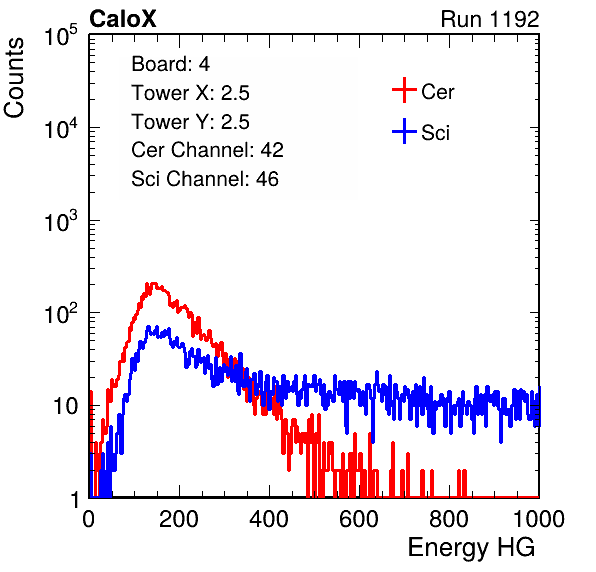 CaloX Run 1192
Counts
10^5
10^4
10^3
10^2
10
1
Board: 4
Tower X: 2.5
Tower Y: 2.5
Cer Channel: 42
Sci Channel: 46
Cer
Sci
0 200 400 600 800 1000
Energy HG